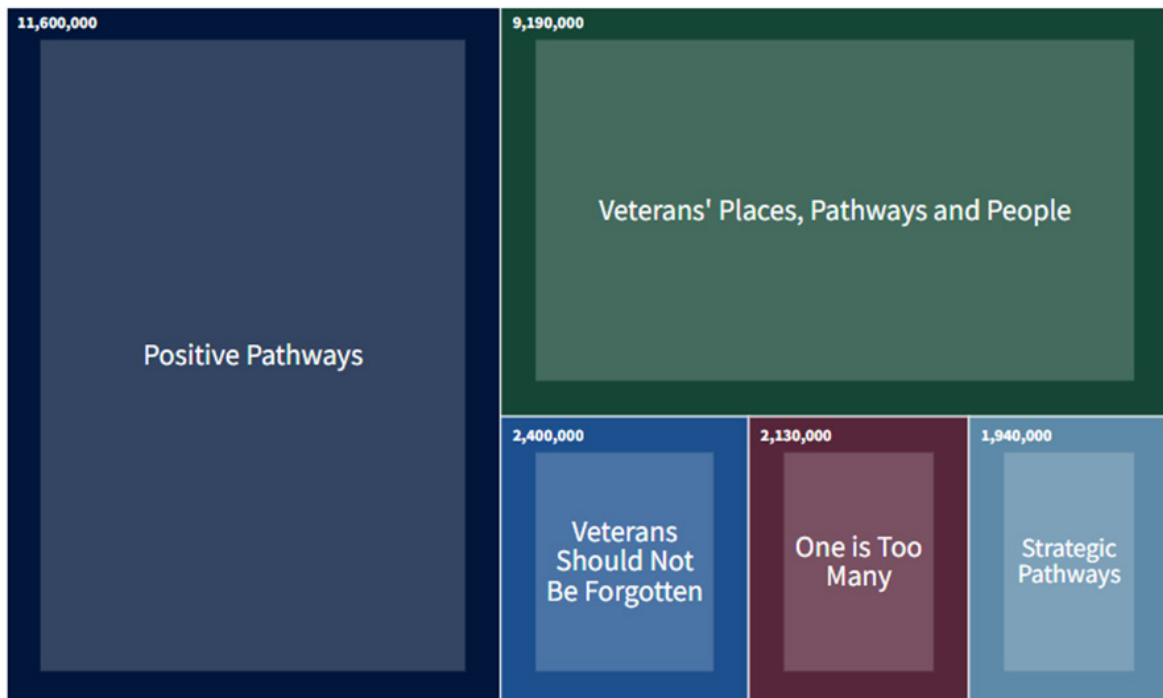 11,600,000
Positive Pathways
9,190,000
Veterans' Places, Pathways and People
2,400,000
Veterans
Should Not
Be Forgotten
2,130,000
One is Too
Many
1,940,000
Strategic
Pathways